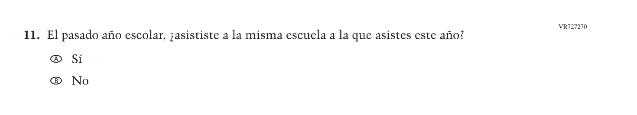 VR727270
11. El pasado año escolar, ¿asististe a la misma escuela a la que asistes este año?
A Sí
B No